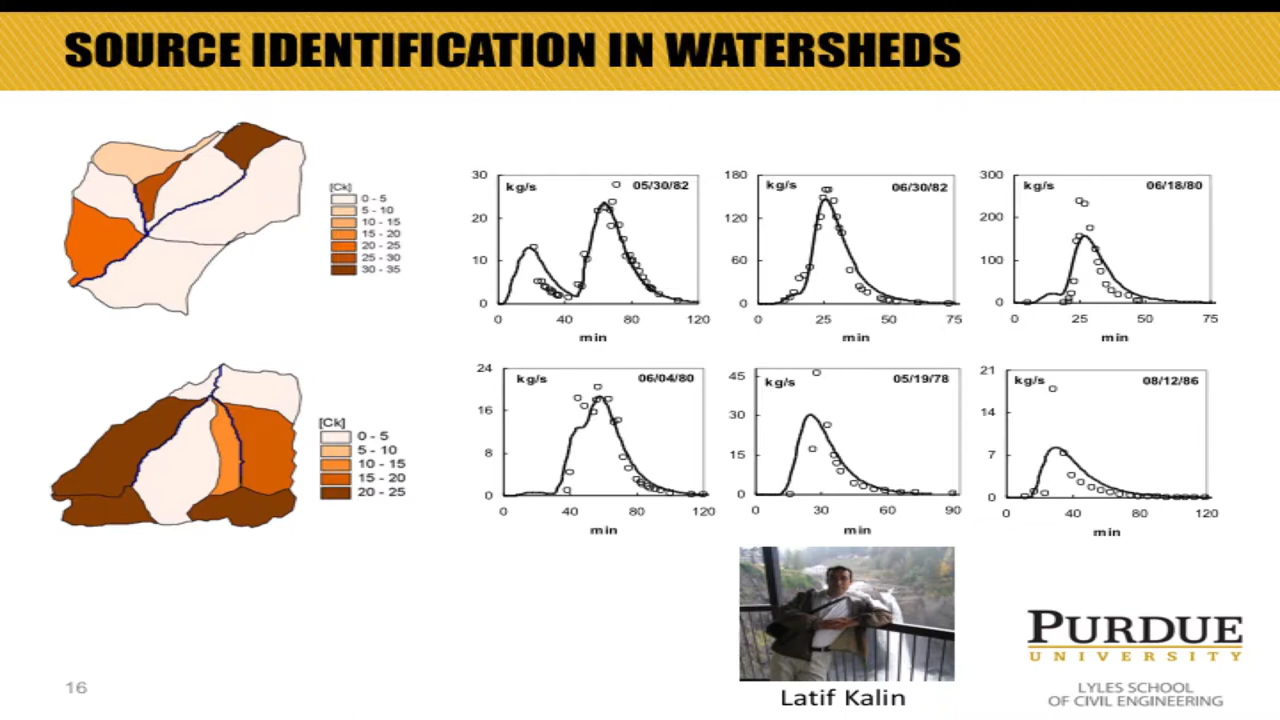 SOURCE IDENTIFICATION IN WATERSHEDS
[Ck]
0 - 5
5 - 10
10 - 15
15 - 20
20 - 25
25 - 30
30 - 35
30
20
10
0
kg/s
05/30/82
0 40 80 120
min
180
120
60
0
kg/s
06/30/82
0 25 50 75
min
300
200
100
0
kg/s
06/18/80
0 25 50 75
min
[Ck]
0 - 5
5 - 10
10 - 15
15 - 20
20 - 25
24
16
8
0
kg/s
06/04/80
0 40 80 120
min
45
30
15
0
kg/s
05/19/78
0 30 60 90
min
21
14
7
0
kg/s
08/12/86
0 40 80 120
min
Latif Kalin
PURDUE
UNIVERSITY
LYLES SCHOOL
OF CIVIL ENGINEERING
16